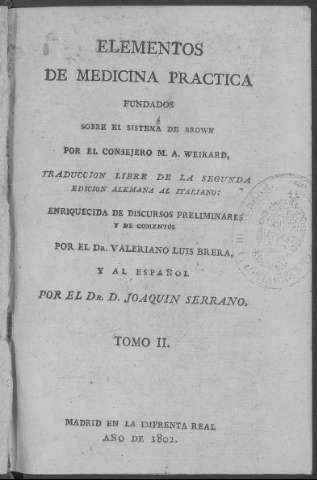 ELEMENTOS
DE MEDICINA PRACTICA
FUNDADOS
SOBRE EL SISTEMA DE BROWN
POR EL CONSEJERO M. A. WEIKARD,
TRADUCCION LIBRE DE LA SEGUNDA
EDICION ALEMANA AL ITALIANO:
ENRIQUECIDA DE DISCURSOS PRELIMINARES
Y DE COMENTOS
POR EL DR. VALERIANO LUIS BRERA,
Y AL ESPAÑOL
POR EL DR. D. JOAQUIN SERRANO.
TOMO II.
MADRID EN LA IMPRENTA REAL
AÑO DE 1802.